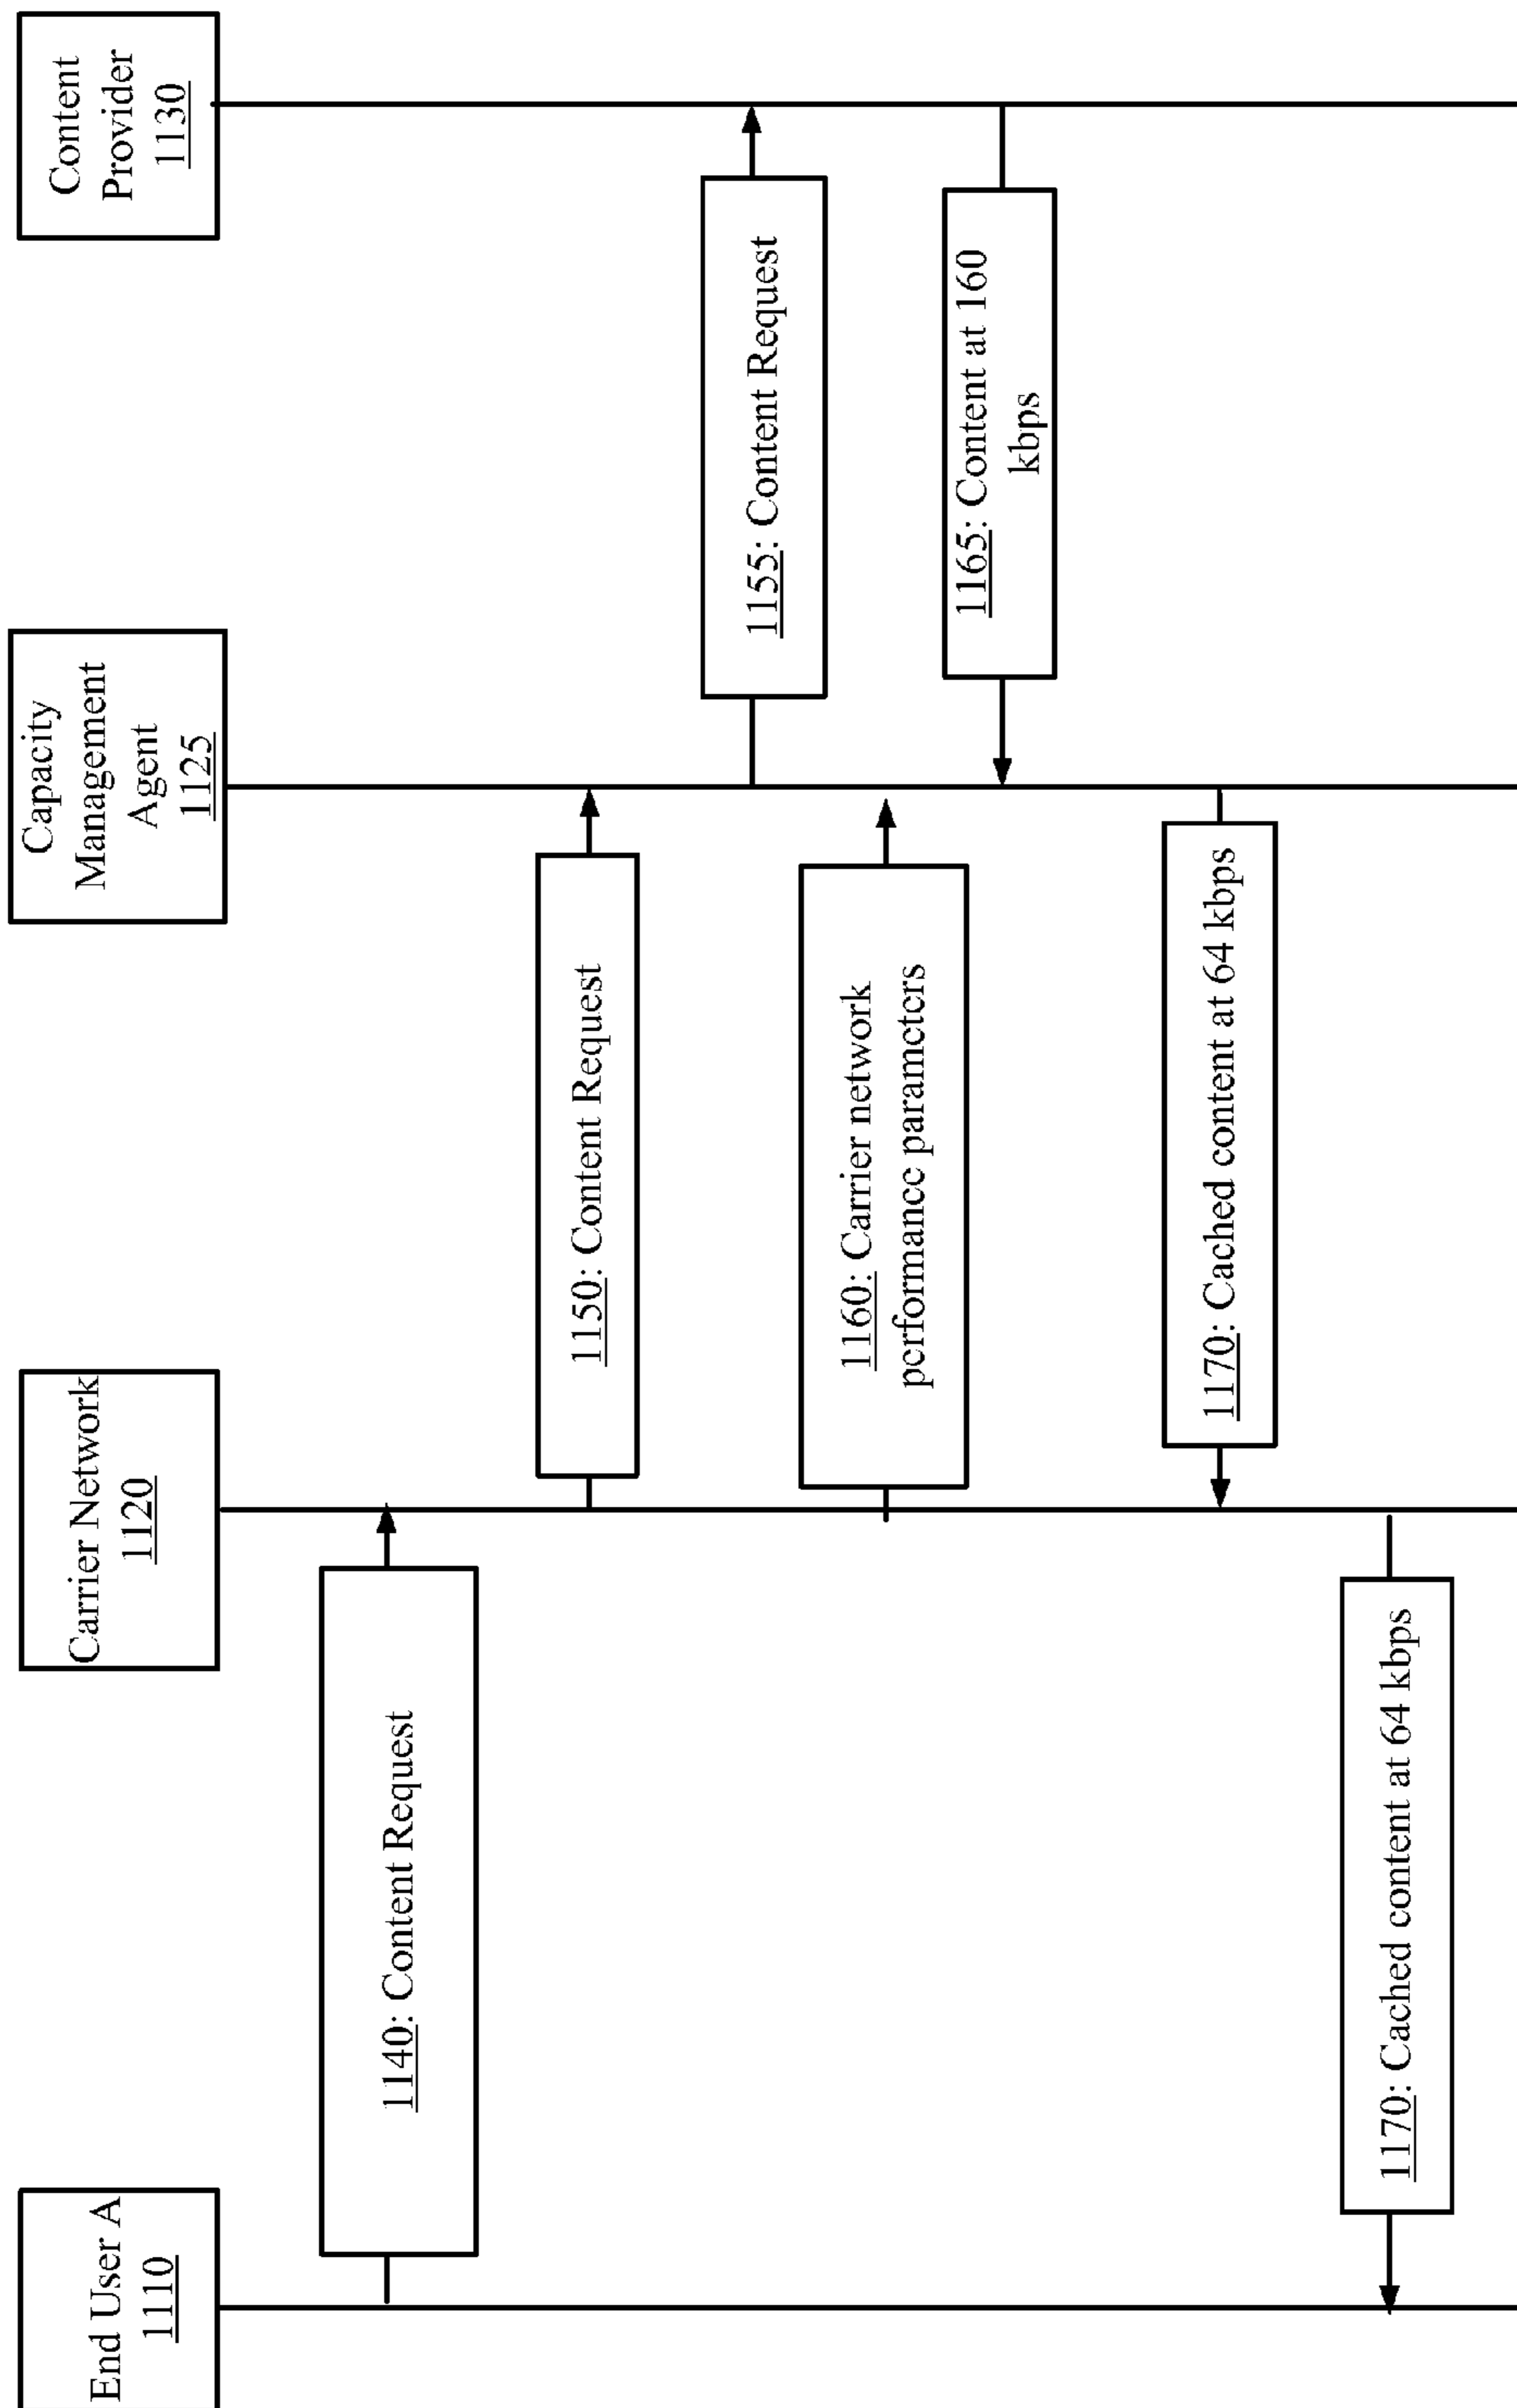 End User A
1110
Carrier Network
1120
Capacity
Management
Agent
1125
Content
Provider
1130
1140: Content Request
1150: Content Request
1155: Content Request
1160: Carrier network
performance parameters
1165: Content at 160
kbps
1170: Cached content at 64 kbps
1170: Cached content at 64 kbps